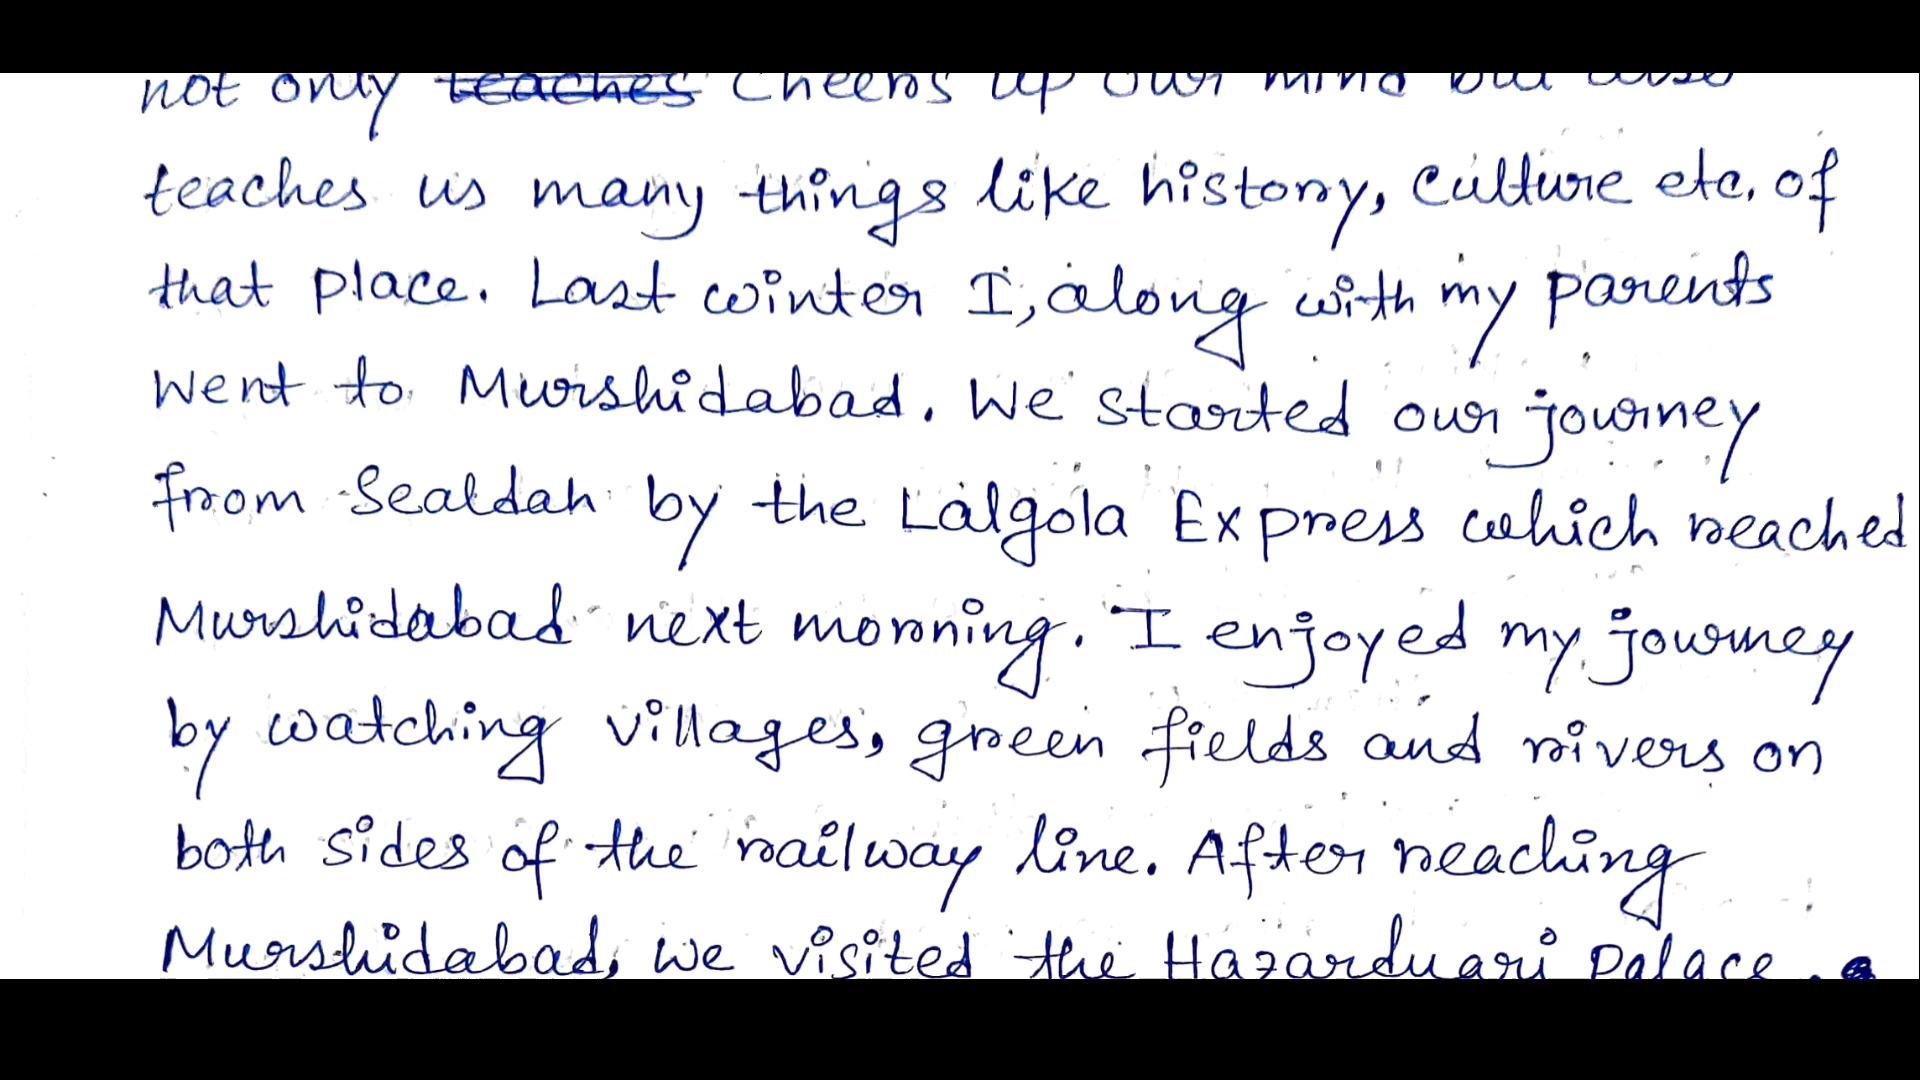 not only teaches cheers up our mind but also
teaches us many things like history, culture etc. of
that place. Last winter I, along with my parents
went to Murshidabad. We started our journey
from Sealdah by the Lalgola Express which reached
Murshidabad next morning. I enjoyed my journey
by watching villages, green fields and rivers on
both sides of the railway line. After reaching
Murshidabad, we visited the Hazarduari Palace.